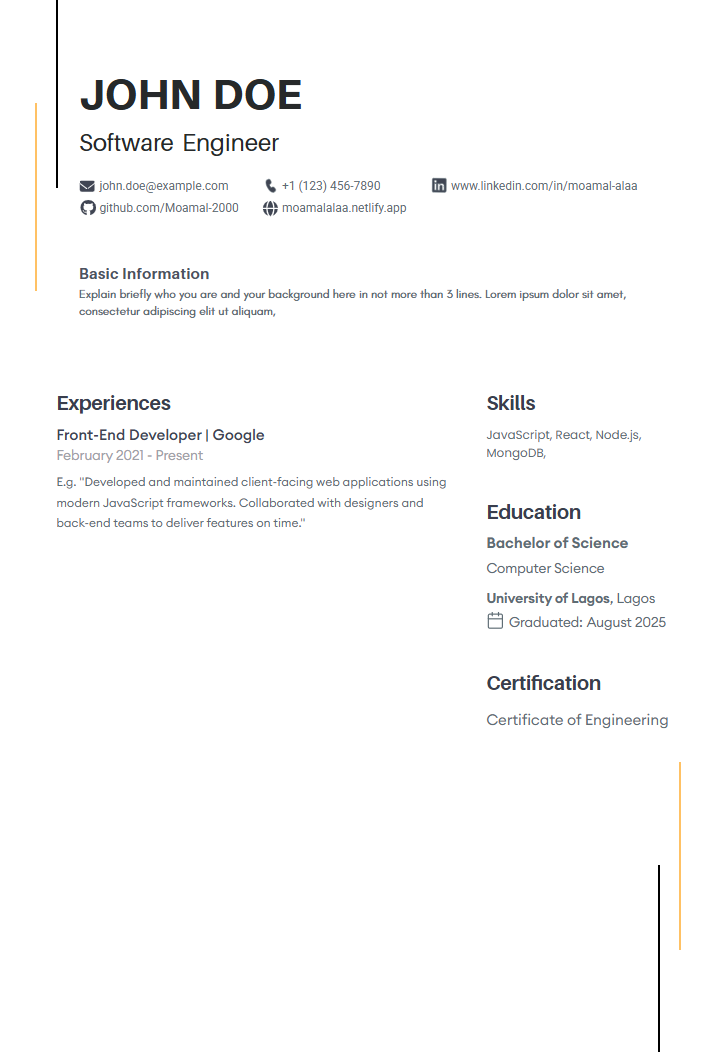 JOHN DOE
Software Engineer
john.doe@example.com +1 (123) 456-7890 www.linkedin.com/in/moamal-alaa
github.com/Moamal-2000 moamalalaa.netlify.app
Basic Information
Explain briefly who you are and your background here in not more than 3 lines. Lorem ipsum dolor sit amet,
consectetur adipiscing elit ut aliquam,
Experiences
Front-End Developer | Google
February 2021 - Present
E.g. "Developed and maintained client-facing web applications using
modern JavaScript frameworks. Collaborated with designers and
back-end teams to deliver features on time."
Skills
JavaScript, React, Node.js,
MongoDB,
Education
Bachelor of Science
Computer Science
University of Lagos, Lagos
Graduated: August 2025
Certification
Certificate of Engineering